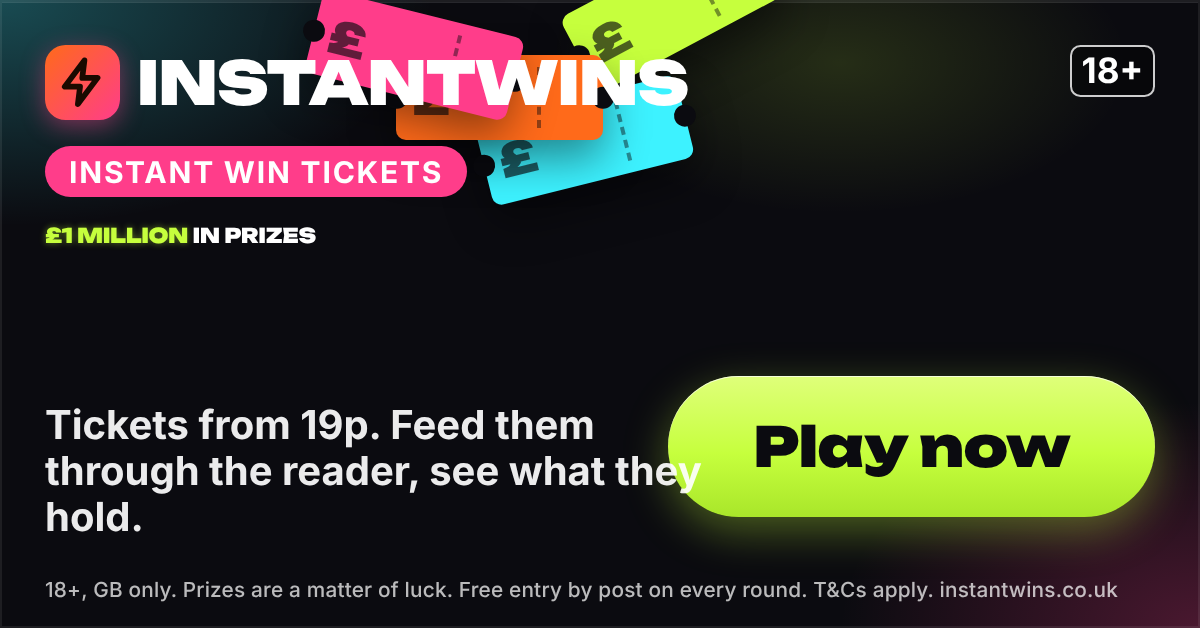 INSTANTWINS
18+
INSTANT WIN TICKETS
£1 MILLION IN PRIZES
£
£
£
£
Tickets from 19p. Feed them
through the reader, see what they
hold.
Play now
18+, GB only. Prizes are a matter of luck. Free entry by post on every round. T&Cs apply. instantwins.co.uk